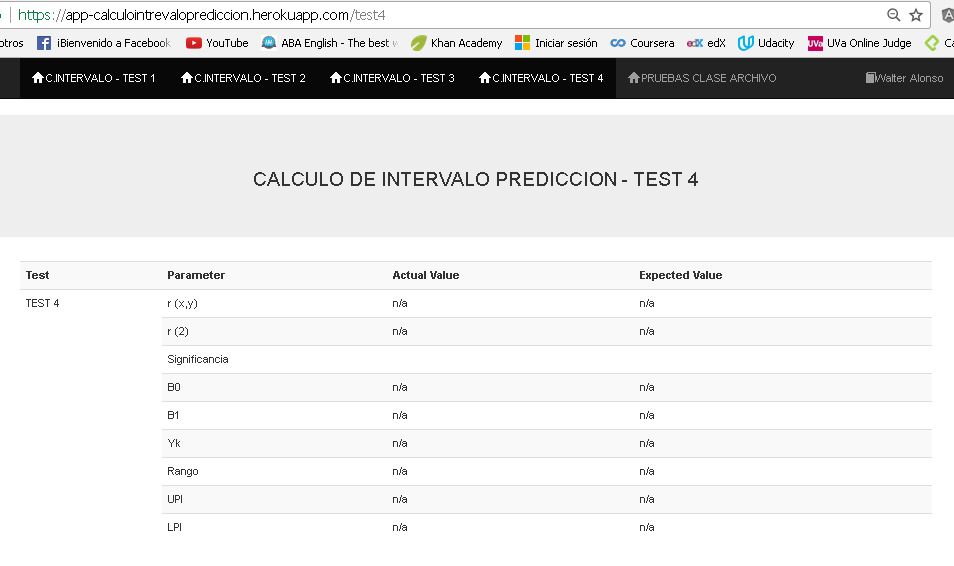 https://app-calculointrevaloprediccion.herokuapp.com/test4
otros iBienvenido a Facebook YouTube ABA English - The best Khan Academy Iniciar sesión Coursera edX edX Udacity UVa UVa Online Judge
C.INTERVALO - TEST 1 C.INTERVALO - TEST 2 C.INTERVALO - TEST 3 C.INTERVALO - TEST 4 PRUEBAS CLASE ARCHIVO Walter Alonso
CALCULO DE INTERVALO PREDICCION - TEST 4
Test Parameter Actual Value Expected Value
TEST 4 r (x,y) n/a n/a
r (2) n/a n/a
Significancia
B0 n/a n/a
B1 n/a n/a
Yk n/a n/a
Rango n/a n/a
UPI n/a n/a
LPI n/a n/a